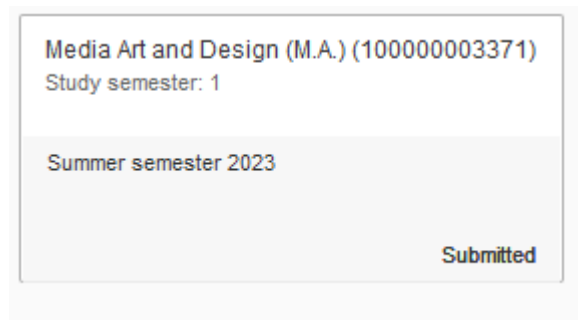 Media Art and Design (M.A.) (100000003371)
Study semester: 1
Summer semester 2023
Submitted